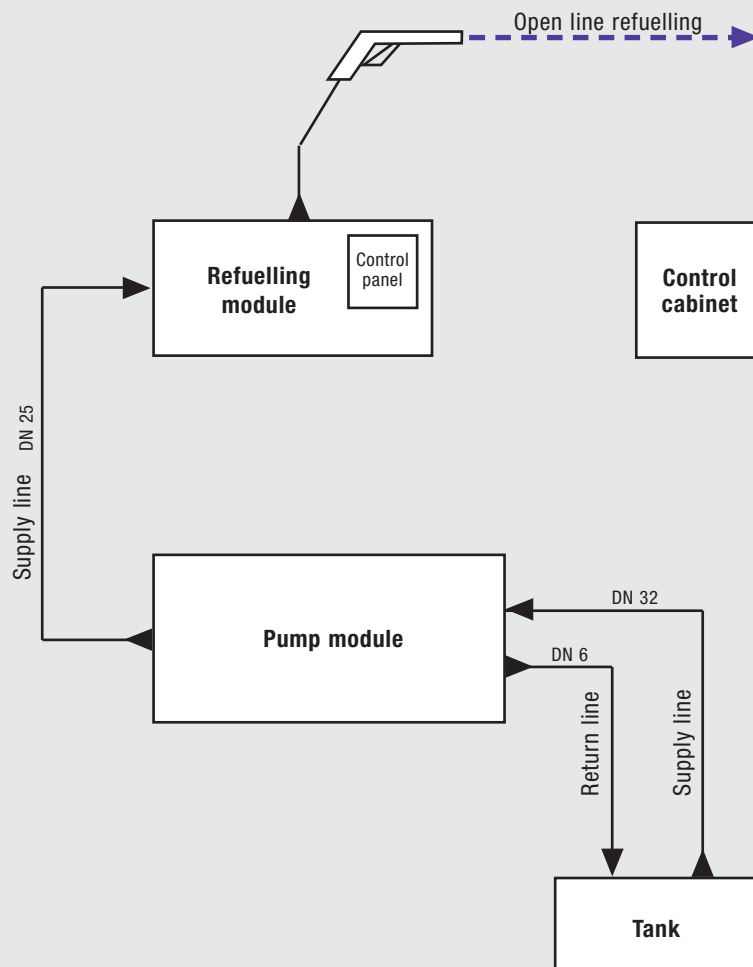 Open line refuelling
Refuelling
module
Control
panel
Control
cabinet
Supply line DN 25
Pump module
DN 32
DN 6
Return line
Supply line
Tank